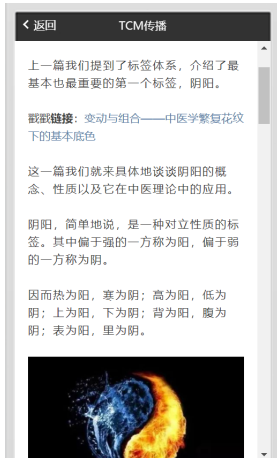 返回
TCM传播
上一篇我们提到了标签体系，介绍了最
基本也最重要的第一个标签，阴阳。
戳戳链接：变动与组合——中医学繁复花纹
下的基本底色
这一篇我们就来具体地谈谈阴阳的概
念、性质以及它在中医理论中的应用。
阴阳，简单地说，是一种对立性质的标
签。其中偏于强的一方称为阳，偏于弱
的一方称为阴。
因而热为阳，寒为阴；高为阳，低为
阴；上为阳，下为阴；背为阳，腹为
阴；表为阳，里为阴。